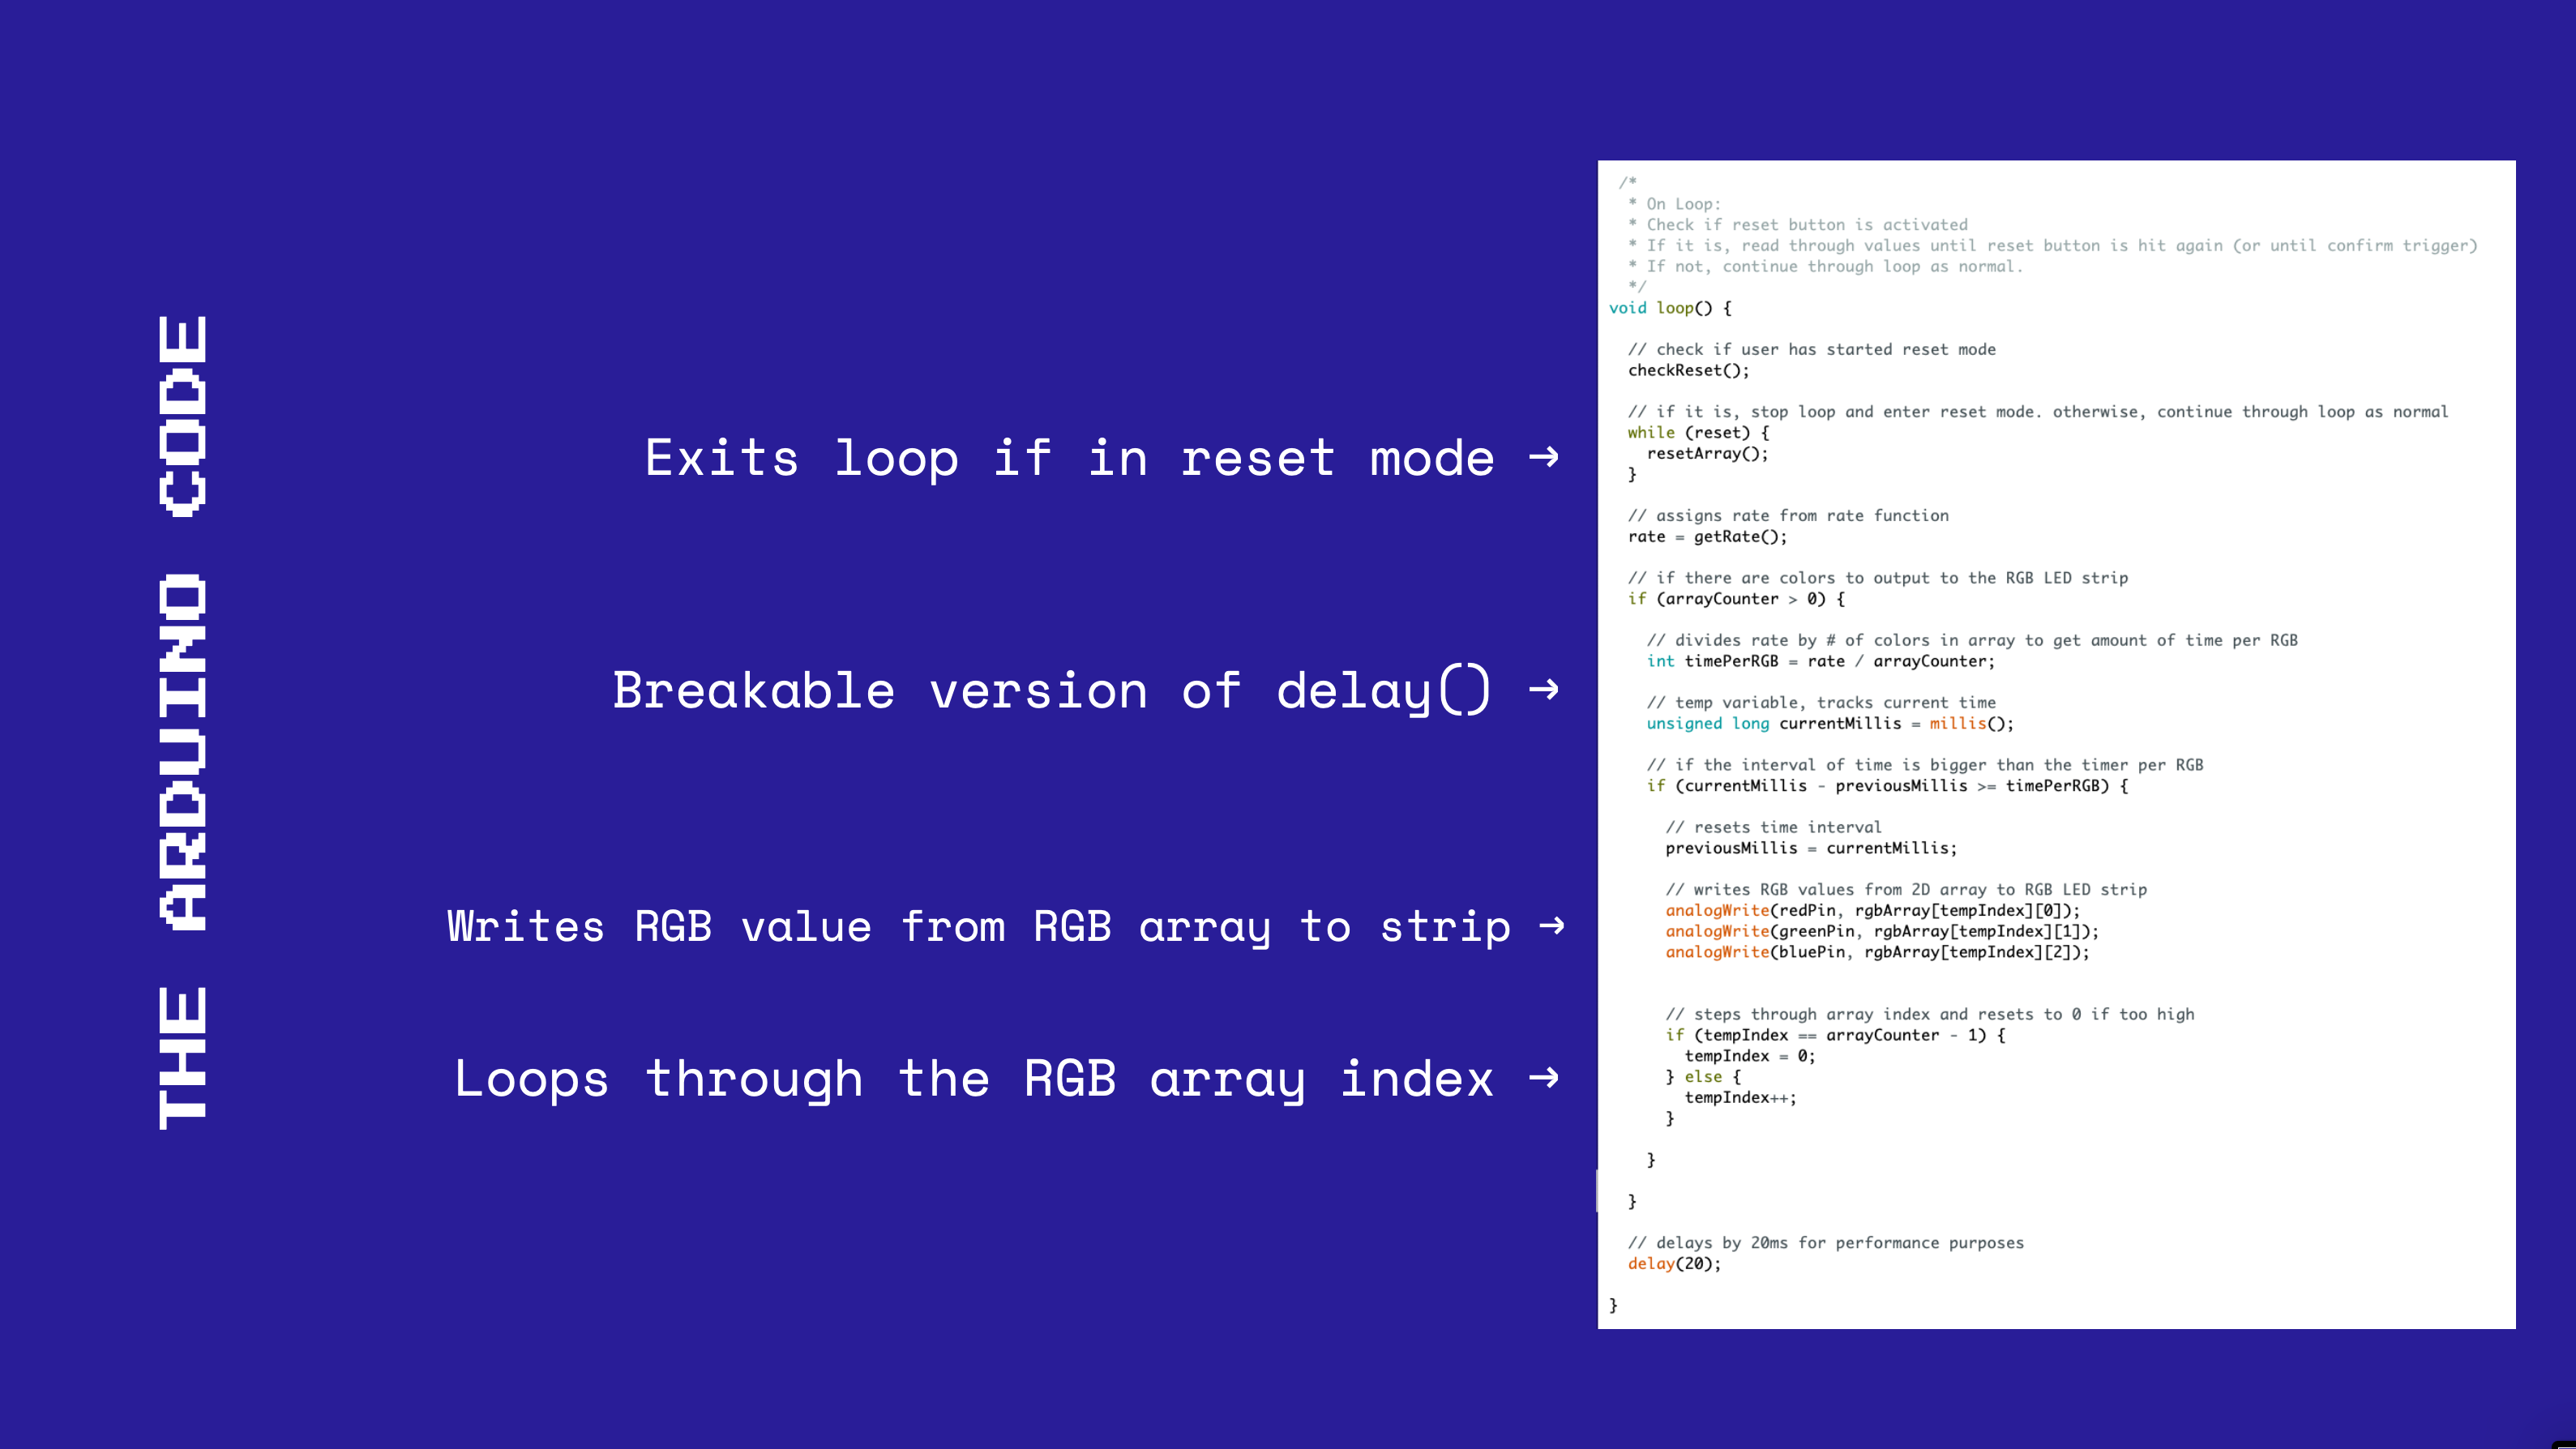 THE ARDUINO CODE
Exits loop if in reset mode →
Breakable version of delay() →
Writes RGB value from RGB array to strip →
Loops through the RGB array index →
/*
* On Loop:
* Check if reset button is activated
* If it is, read through values until reset button is hit again (or until confirm trigger)
* If not, continue through loop as normal.
*/
void loop() {
// check if user has started reset mode
checkReset();
// if it is, stop loop and enter reset mode. otherwise, continue through loop as normal
while (reset) {
resetArray();
}
// assigns rate from rate function
rate = getRate();
// if there are colors to output to the RGB LED strip
if (arrayCounter > 0) {
// divides rate by # of colors in array to get amount of time per RGB
int timePerRGB = rate / arrayCounter;
// temp variable, tracks current time
unsigned long currentMillis = millis();
// if the interval of time is bigger than the timer per RGB
if (currentMillis - previousMillis >= timePerRGB) {
// resets time interval
previousMillis = currentMillis;
// writes RGB values from 2D array to RGB LED strip
analogWrite(redPin, rgbArray[tempIndex][0]);
analogWrite(greenPin, rgbArray[tempIndex][1]);
analogWrite(bluePin, rgbArray[tempIndex][2]);
// steps through array index and resets to 0 if too high
if (tempIndex == arrayCounter - 1) {
tempIndex = 0;
} else {
tempIndex++;
}
}
}
// delays by 20ms for performance purposes
delay(20);
}